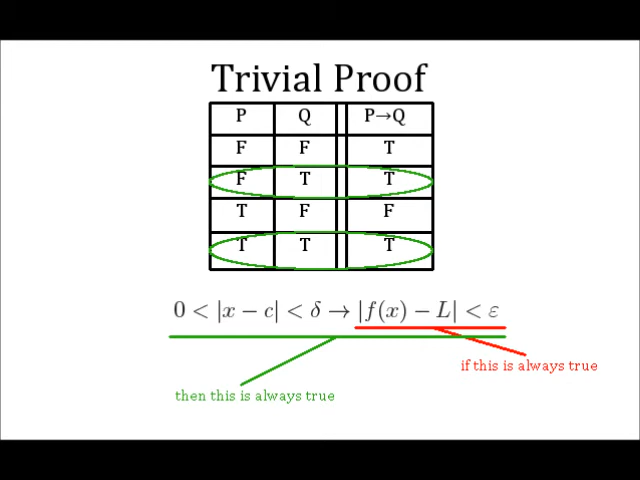 Trivial Proof
P Q P→Q
F F T
F T T
T F F
T T T
0 < |x − c| < δ → |f(x) − L| < ε
if this is always true
then this is always true